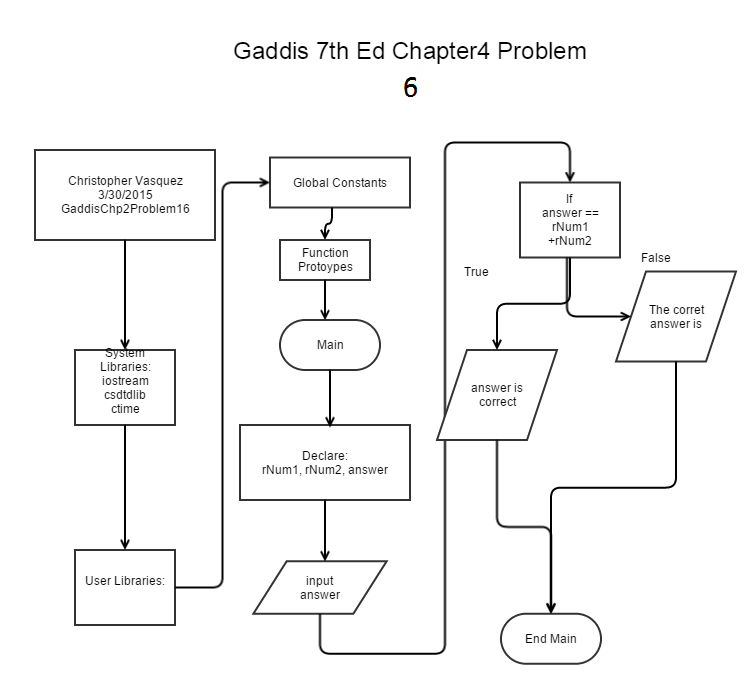 Gaddis 7th Ed Chapter4 Problem
6
Christopher Vasquez
3/30/2015
GaddisChp2Problem16
System
Libraries:
iostream
csdtdlib
ctime
User Libraries:
Global Constants
Function
Protoypes
Main
Declare:
rNum1, rNum2, answer
input
answer
If
answer ==
rNum1
+rNum2
True
False
answer is
correct
The corret
answer is
End Main